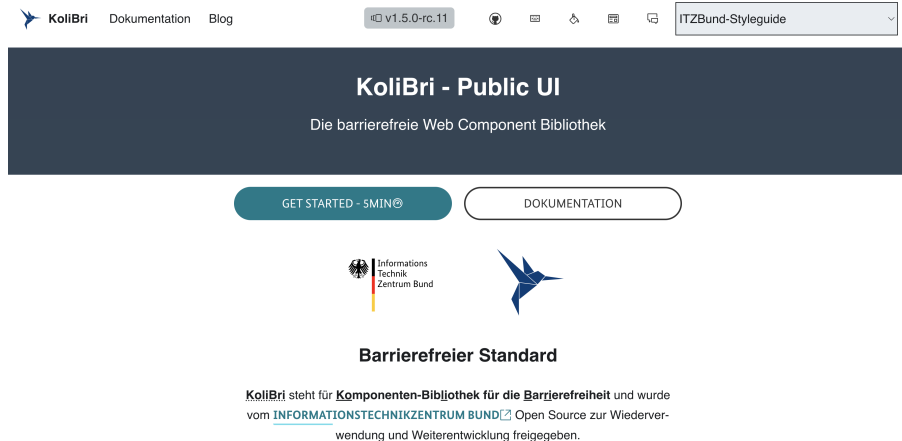 KoliBri Dokumentation Blog v1.5.0-rc.11 ITZBund-Styleguide
KoliBri - Public UI
Die barrierefreie Web Component Bibliothek
GET STARTED - 5MIN DOKUMENTATION
Informations
Technik
Zentrum Bund
Barrierefreier Standard
KoliBri steht für Komponenten-Bibliothek für die Barrierefreiheit und wurde
vom INFORMATIONSTECHNIKZENTRUM BUND Open Source zur Wiederver-
wendung und Weiterentwicklung freigegeben.